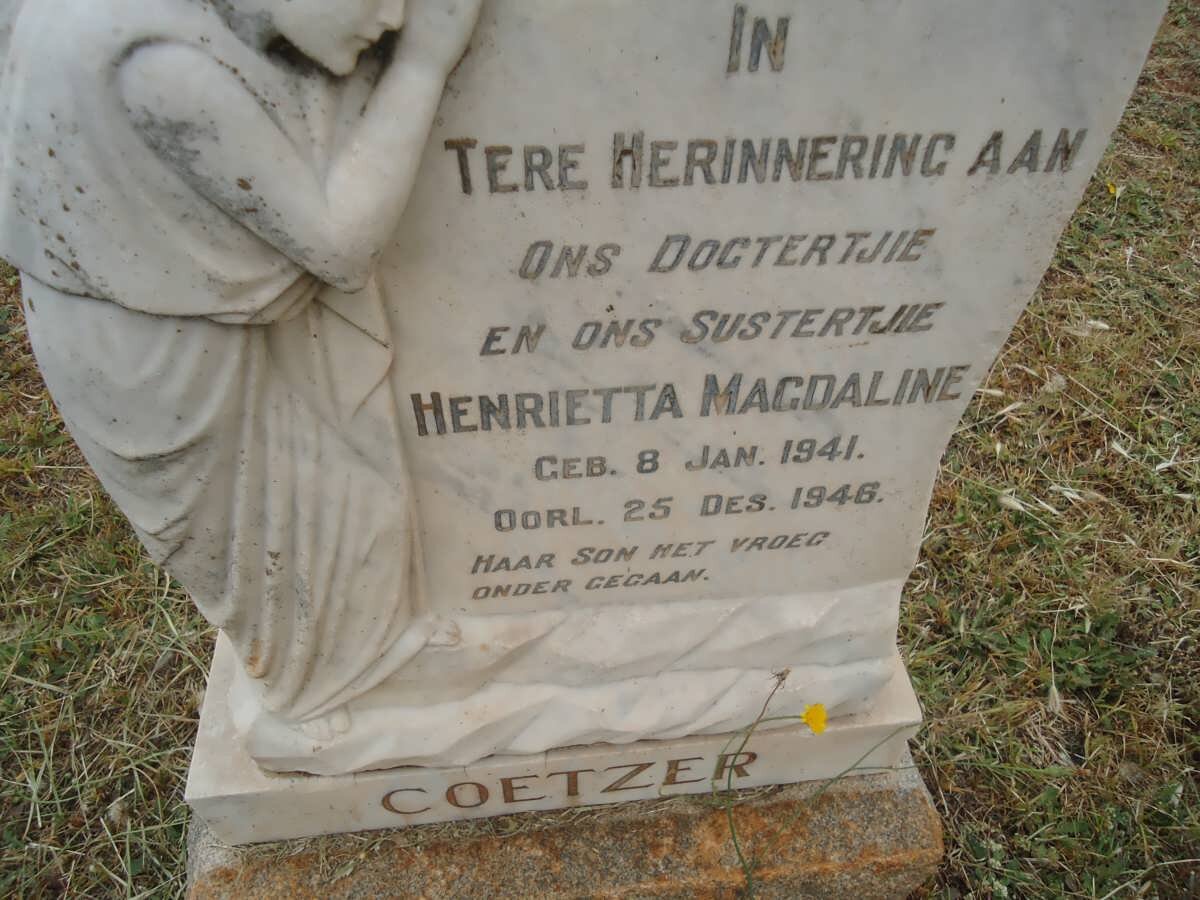 IN
TERE HERINNERING AAN
ONS DOGTERTJIE
EN ONS SUSTERTJIE
HENRIETTA MAGDALINE
GEB. 8 JAN. 1941.
OORL. 25 DES. 1946.
HAAR SON HET VROEG
ONDER GEGAAN.
COETZER